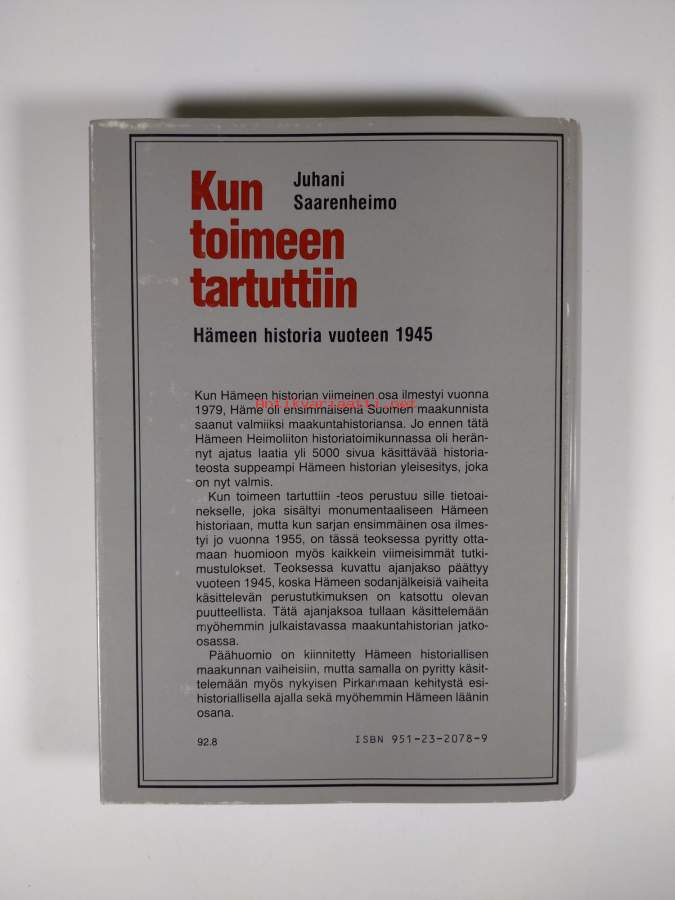 Kun
toimeen
tartuttiin
Juhani
Saarenheimo
Hämeen historia vuoteen 1945
Kun Hämeen historian viimeinen osa ilmestyi vuonna
Antikvariaatti.net
1979, Häme oli ensimmäisenä Suomen maakunnista
saanut valmiiksi maakuntahistoriansa. Jo ennen tätä
Hämeen Heimoliiton historiatoimikunnassa oli herän-
nyt ajatus laatia yli 5000 sivua käsittävää historia-
teosta suppeampi Hämeen historian yleisesitys, joka
on nyt valmis.
Kun toimeen tartuttiin -teos perustuu sille tietoai-
nekselle, joka sisältyi monumentaaliseen Hämeen
historiaan, mutta kun sarjan ensimmäinen osa ilmes-
tyi jo vuonna 1955, on tässä teoksessa pyritty otta-
maan huomioon myös kaikkein viimeisimmät tutki-
mustulokset. Teoksessa kuvattu ajanjakso päättyy
vuoteen 1945, koska Hämeen sodanjälkeisiä vaiheita
käsittelevän perustutkimuksen on katsottu olevan
puutteellista. Tätä ajanjaksoa tullaan käsittelemään
myöhemmin julkaistavassa maakuntahistorian jatko-
osassa.
Päähuomio on kiinnitetty Hämeen historiallisen
maakunnan vaiheisiin, mutta samalla on pyritty käsit-
telemään myös nykyisen Pirkanmaan kehitystä esi-
historiallisella ajalla sekä myöhemmin Hämeen läänin
osana.
92.8
ISBN 951-23-2078-9